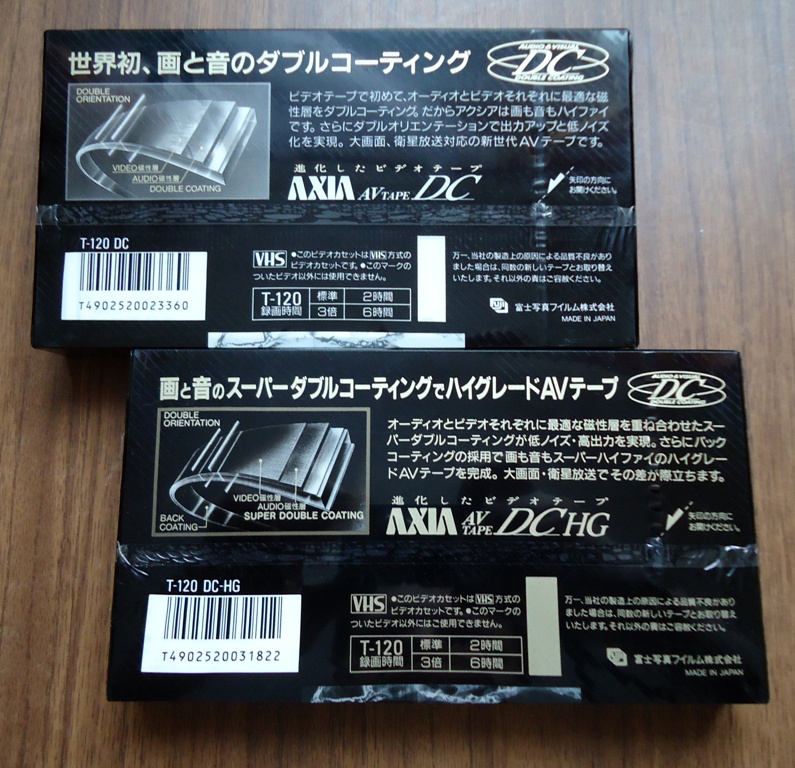 世界初、画と音のダブルコーティング
AUDIO & VISUAL
DC
DOUBLE COATING
DOUBLE
ORIENTATION
VIDEO磁性層
AUDIO磁性層
DOUBLE COATING
ビデオテープで初めて、オーディオとビデオそれぞれに最適な磁
性層をダブルコーティング。だからアクシアは画も音もハイファイ
です。さらにダブルオリエンテーションで出力アップと低ノイズ
化を実現。大画面、衛星放送対応の新世代AVテープです。
進化したビデオテープ
AXIA AV TAPE DC
矢印の方向に
お開けください。
T-120 DC
T4902520023360
VHS ●このビデオカセットはVHS方式の
ビデオカセットです。●このマークの
ついたビデオ以外には使用できません。
T-120 標準 2時間
録画時間 3倍 6時間
万一、当社の製造上の原因による品質不良があり
ました場合は、同数の新しいテープとお取り替え
いたします。それ以外の責はご容赦ください。
富士写真フイルム株式会社
MADE IN JAPAN
画と音のスーパーダブルコーティングでハイグレードAVテープ
AUDIO & VISUAL
DC
DOUBLE COATING
DOUBLE
ORIENTATION
VIDEO磁性層
AUDIO磁性層
SUPER DOUBLE COATING
BACK
COATING
オーディオとビデオそれぞれに最適な磁性層を重ね合わせたスー
パーダブルコーティングが低ノイズ・高出力を実現。さらにバック
コーティングの採用で画も音もスーパーハイファイのハイグレー
ドAVテープを完成。大画面・衛星放送でその差が際立ちます。
進化したビデオテープ
AXIA AV TAPE DC HG
矢印の方向に
お開けください。
T-120 DC-HG
T4902520031822
VHS ●このビデオカセットはVHS方式の
ビデオカセットです。●このマークの
ついたビデオ以外にはご使用できません。
T-120 標準 2時間
録画時間 3倍 6時間
万一、当社の製造上の原因による品質不良があり
ました場合は、同数の新しいテープとお取り替え
いたします。それ以外の責はご容赦ください。
富士写真フイルム株式会社
MADE IN JAPAN